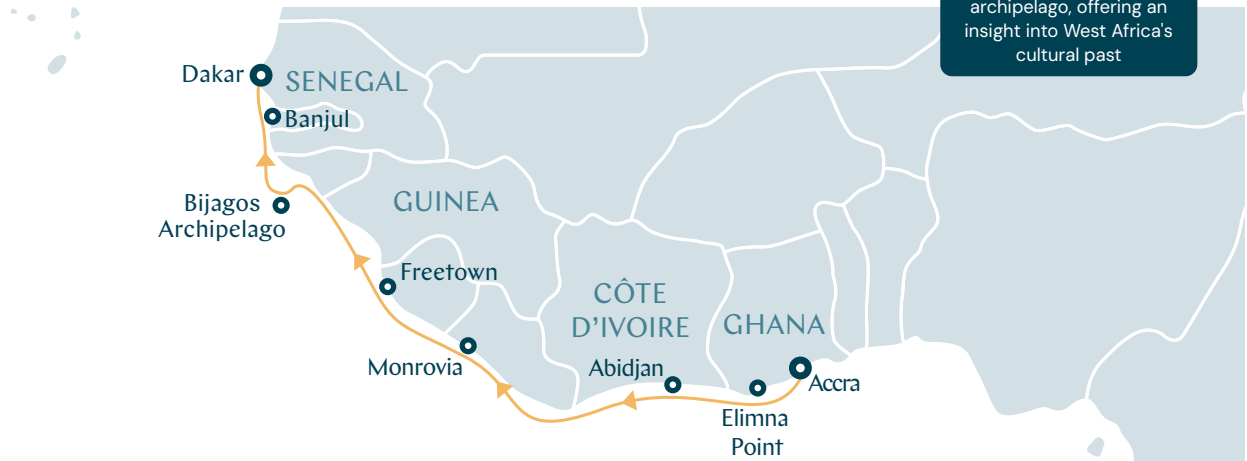 archipelago, offering an
insight into West Africa's
cultural past
Dakar
SENEGAL
Banjul
Bijagos
Archipelago
GUINEA
Freetown
CÔTE
D'IVOIRE
GHANA
Monrovia
Abidjan
Accra
Elimna
Point